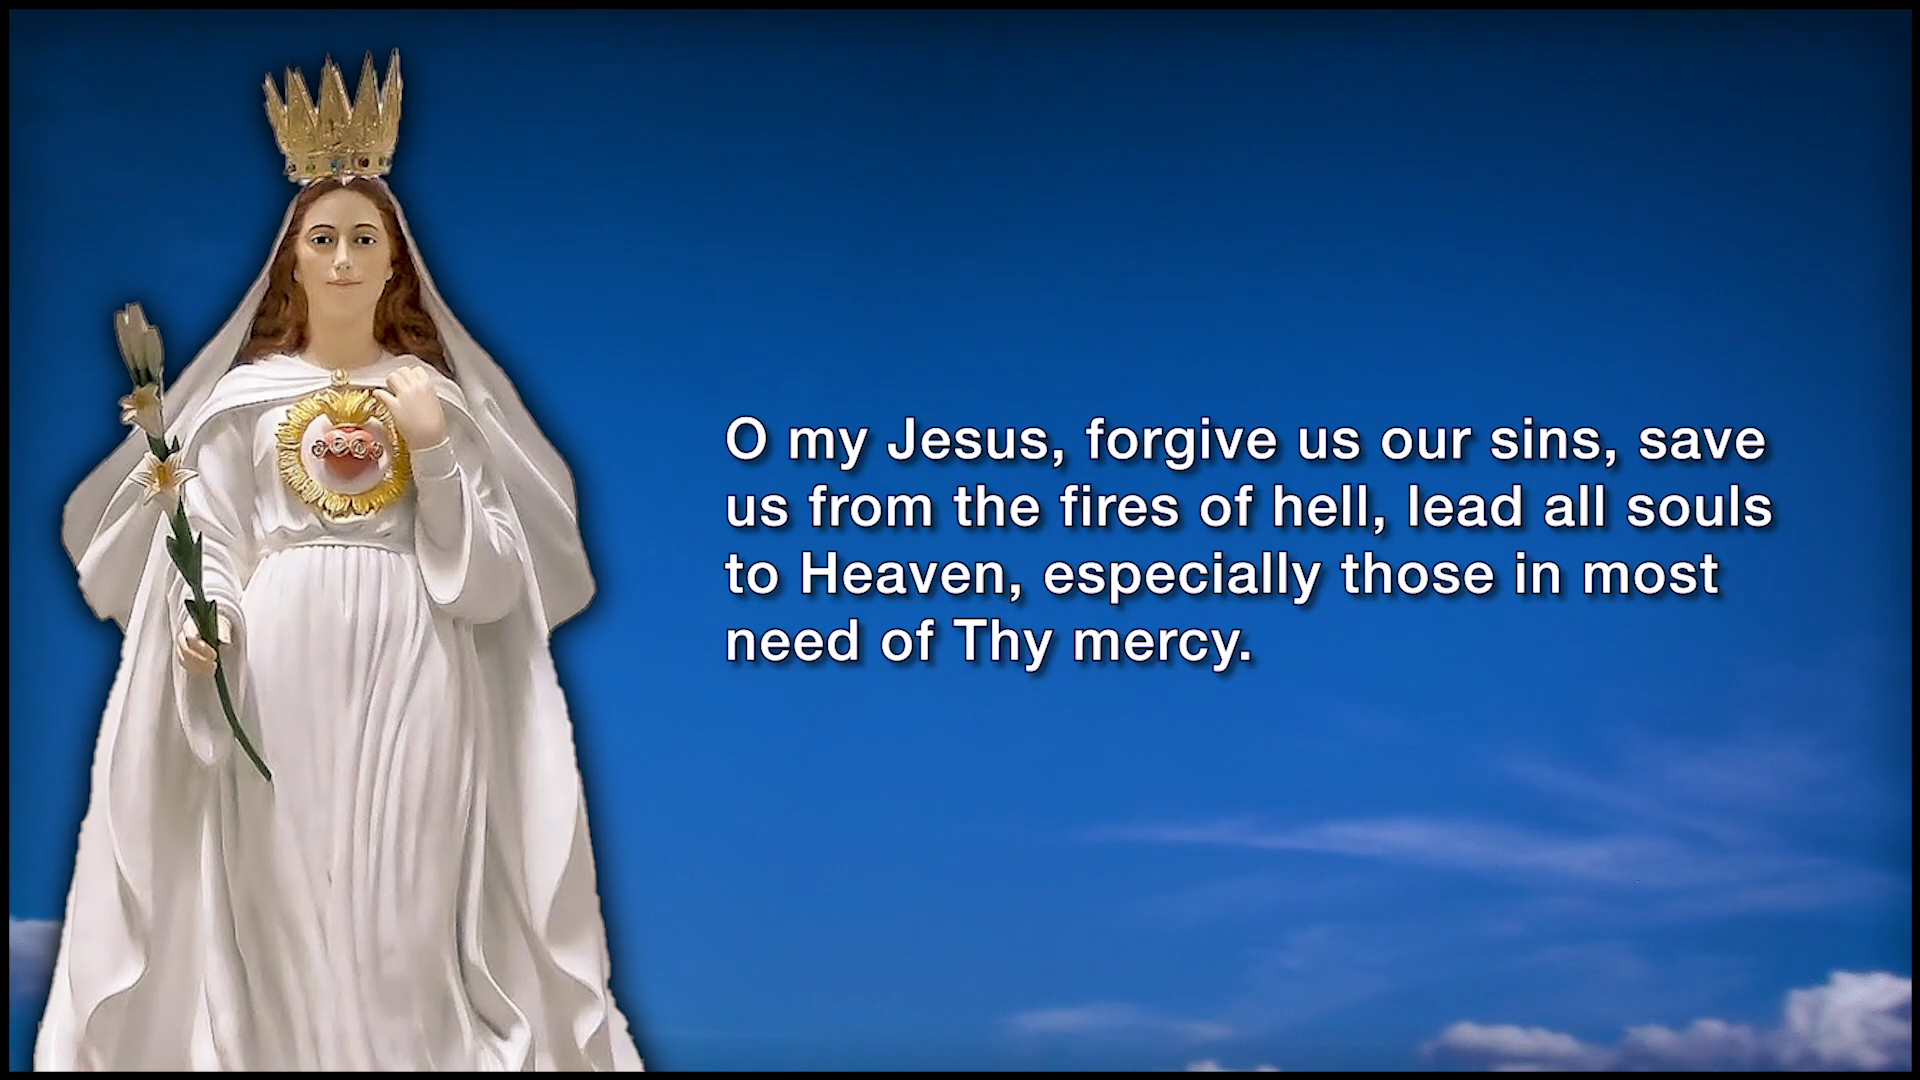 O my Jesus, forgive us our sins, save
us from the fires of hell, lead all souls
to Heaven, especially those in most
need of Thy mercy.